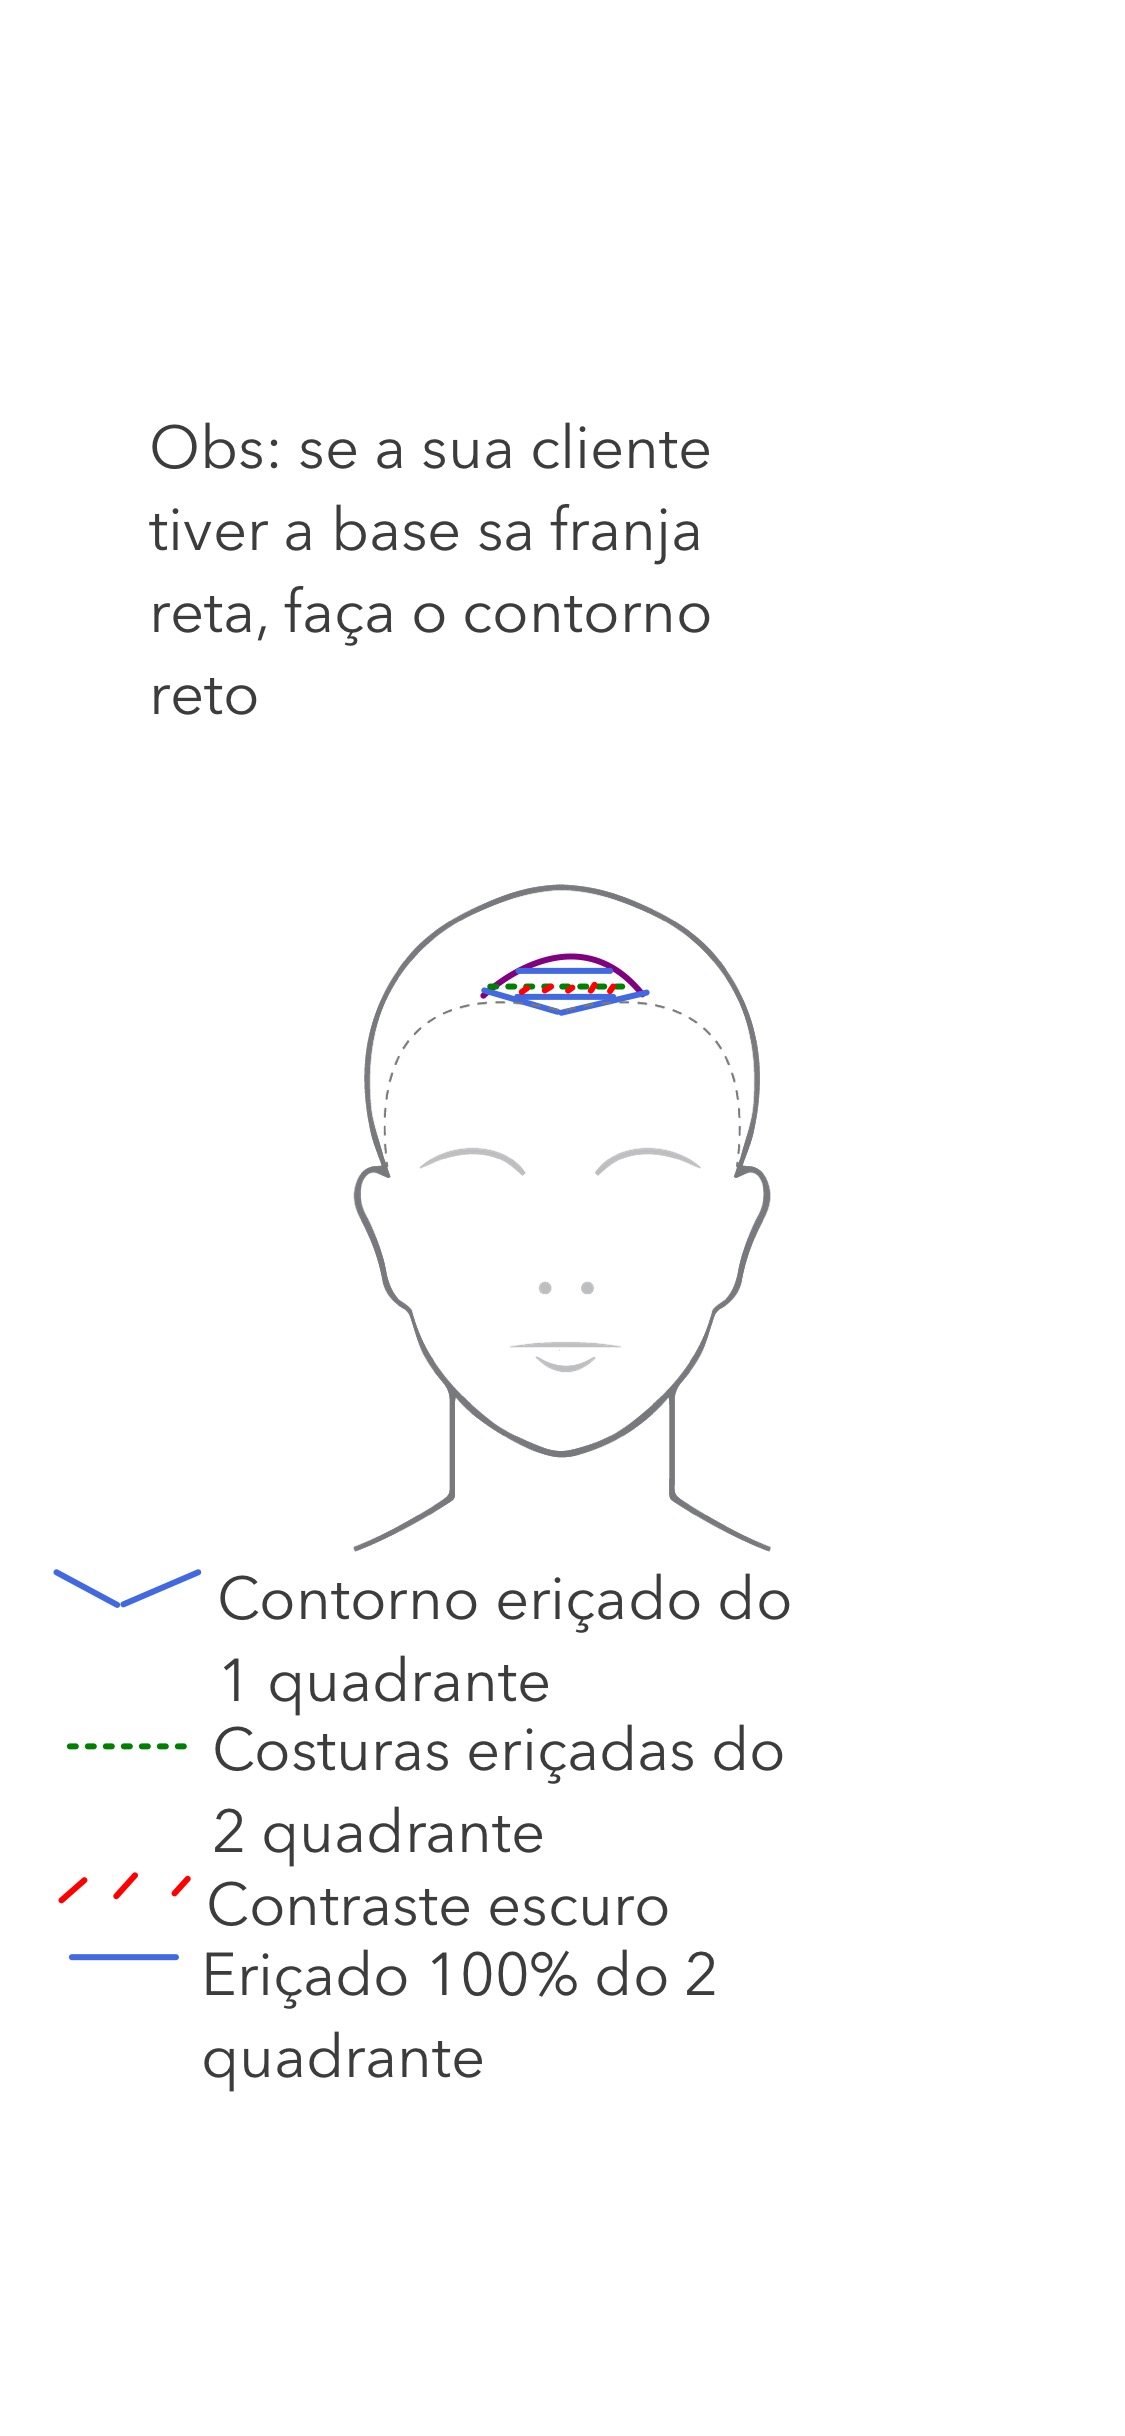 Obs: se a sua cliente
tiver a base sa franja
reta, faça o contorno
reto
Contorno eriçado do
1 quadrante
Costuras eriçadas do
2 quadrante
Contraste escuro
Eriçado 100% do 2
quadrante